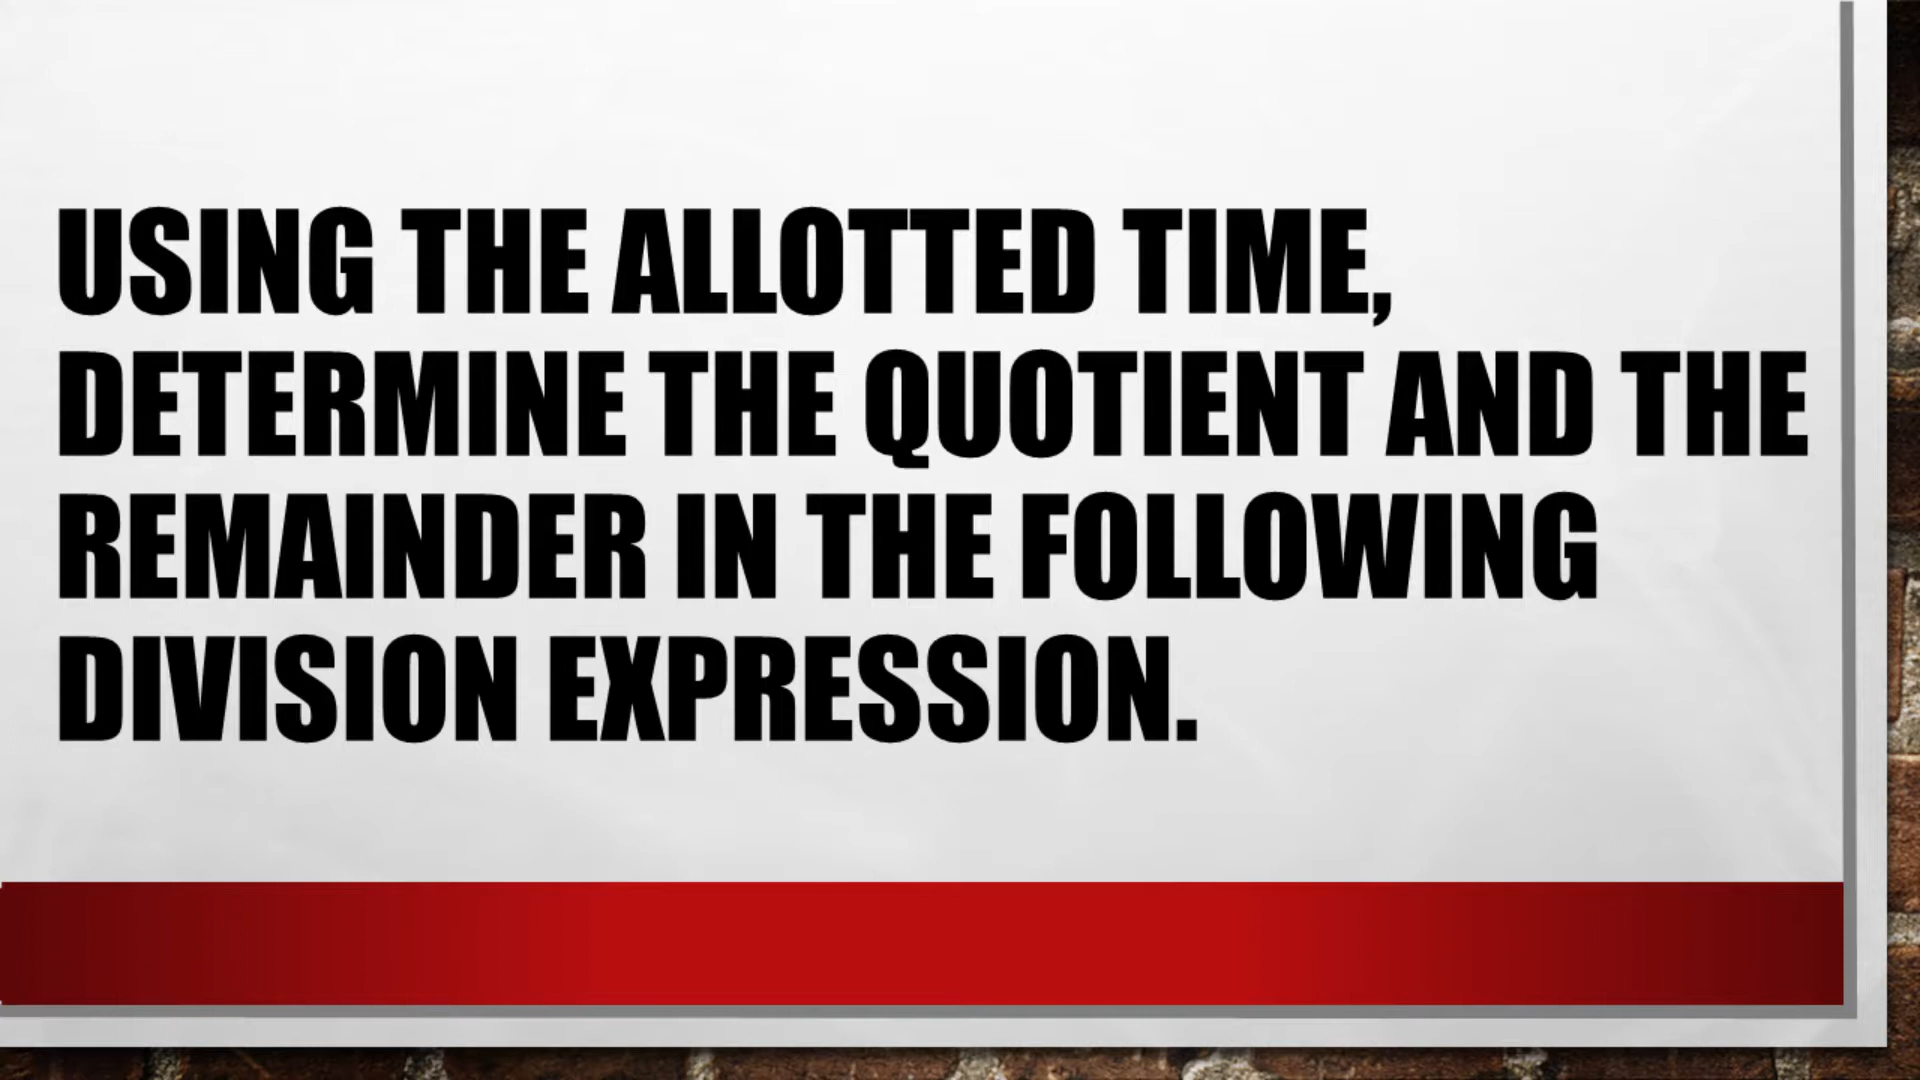 USING THE ALLOTTED TIME,
DETERMINE THE QUOTIENT AND THE
REMAINDER IN THE FOLLOWING
DIVISION EXPRESSION.